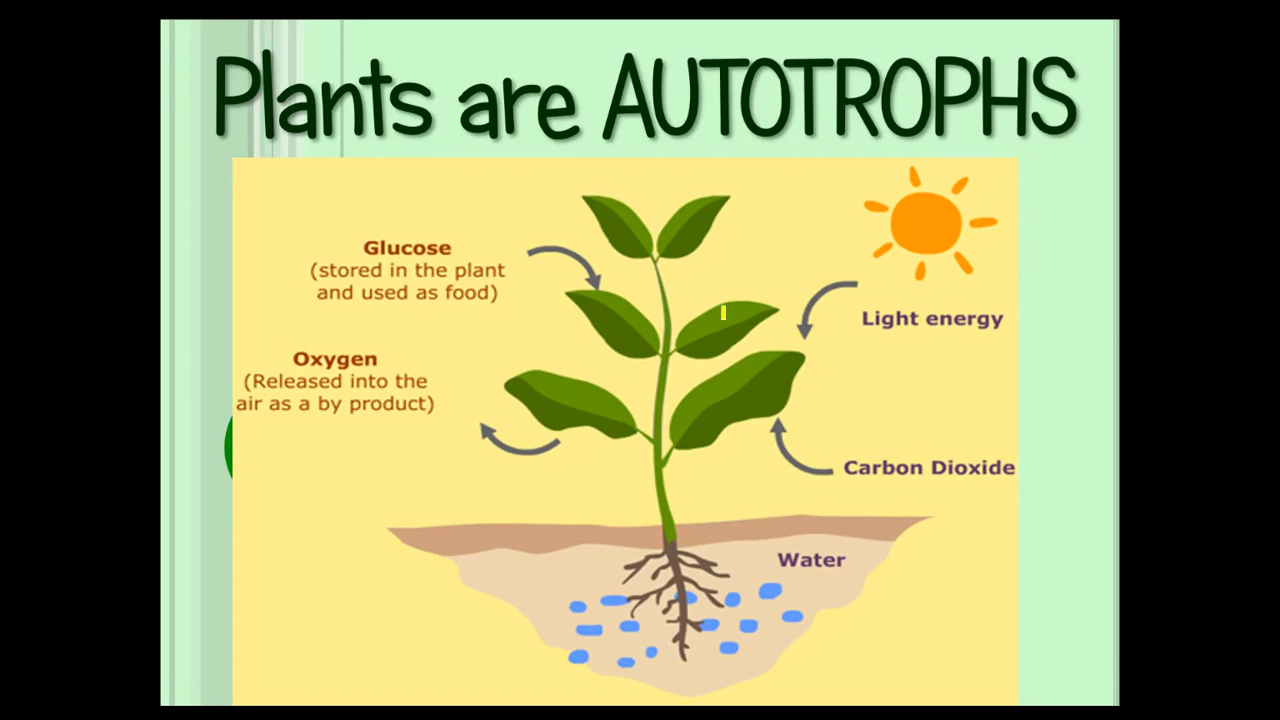 Plants are AUTOTROPHS
Glucose
(stored in the plant
and used as food)
Light energy
Oxygen
(Released into the
air as a by product)
Carbon Dioxide
Water